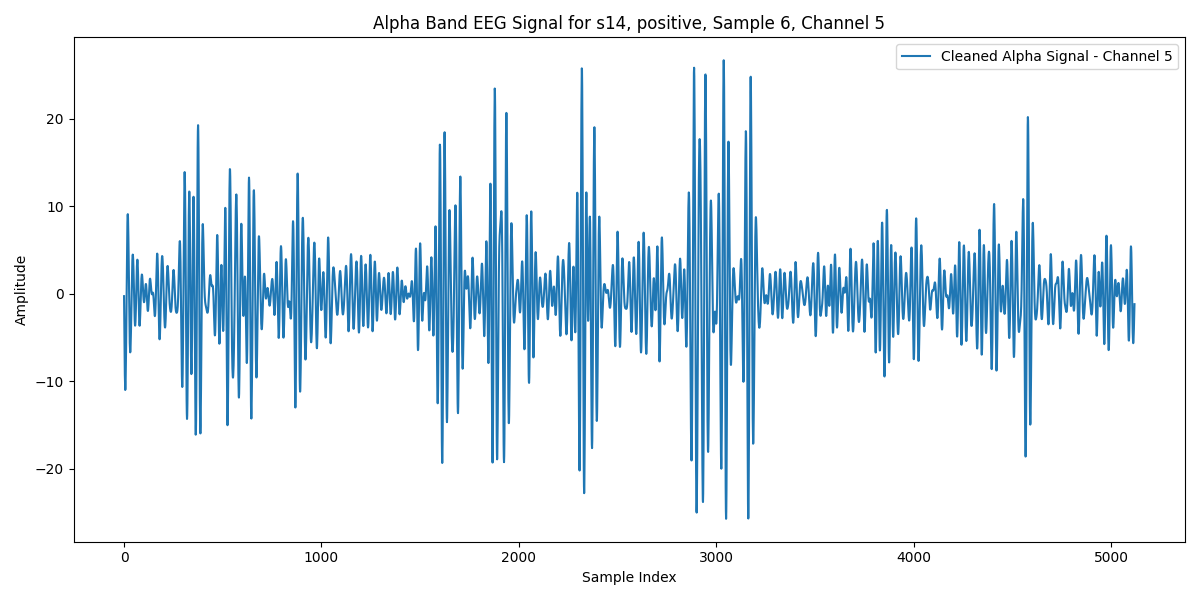 Alpha Band EEG Signal for s14, positive, Sample 6, Channel 5
Cleaned Alpha Signal - Channel 5
Amplitude
20
10
0
−10
−20
0 1000 2000 3000 4000 5000
Sample Index